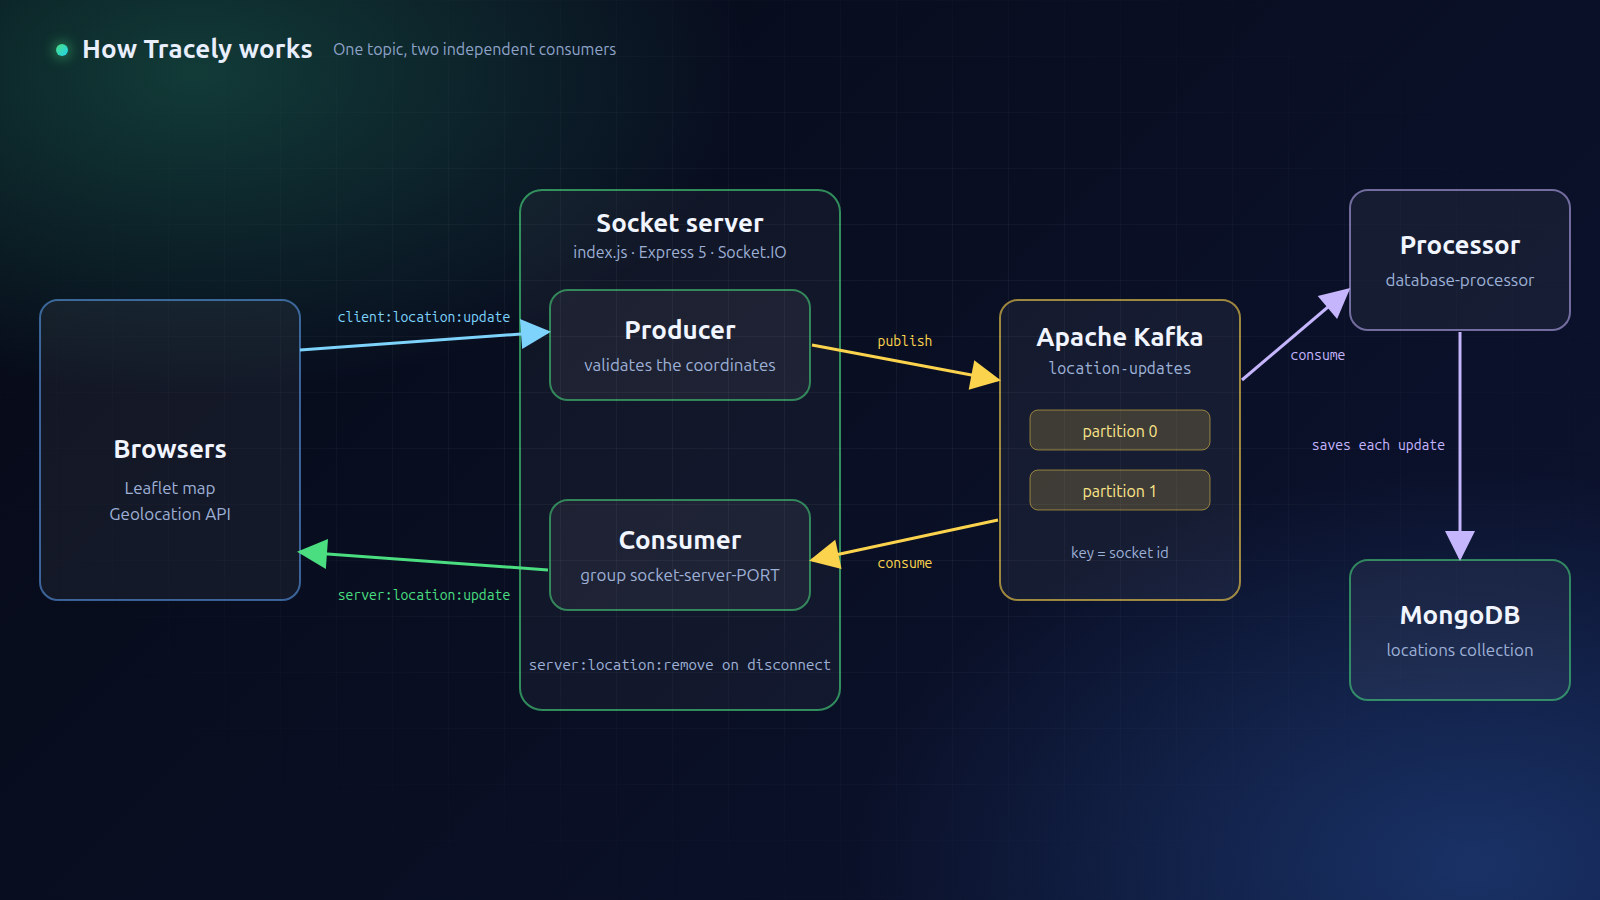 How Tracely works
One topic, two independent consumers
Browsers
Leaflet map
Geolocation API
client:location:update
server:location:update
Socket server
index.js · Express 5 · Socket.IO
Producer
validates the coordinates
Consumer
group socket-server-PORT
server:location:remove on disconnect
publish
consume
Apache Kafka
location-updates
partition 0
partition 1
key = socket id
consume
Processor
database-processor
saves each update
MongoDB
locations collection